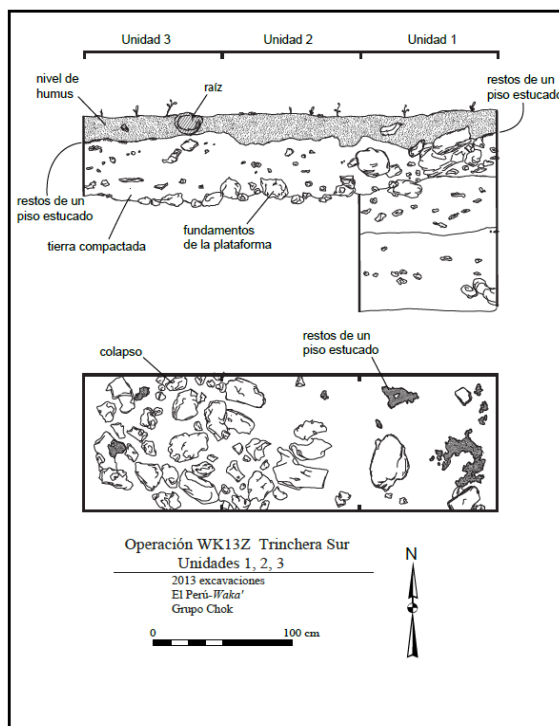 Unidad 3
Unidad 2
Unidad 1
nivel de
humus
raíz
restos de un
piso estucado
restos de un
piso estucado
tierra compactada
fundamentos
de la plataforma
colapso
restos de un
piso estucado
Operación WK13Z Trinchera Sur
Unidades 1, 2, 3
2013 excavaciones
El Perú-Waka'
Grupo Chok
N
0
100 cm